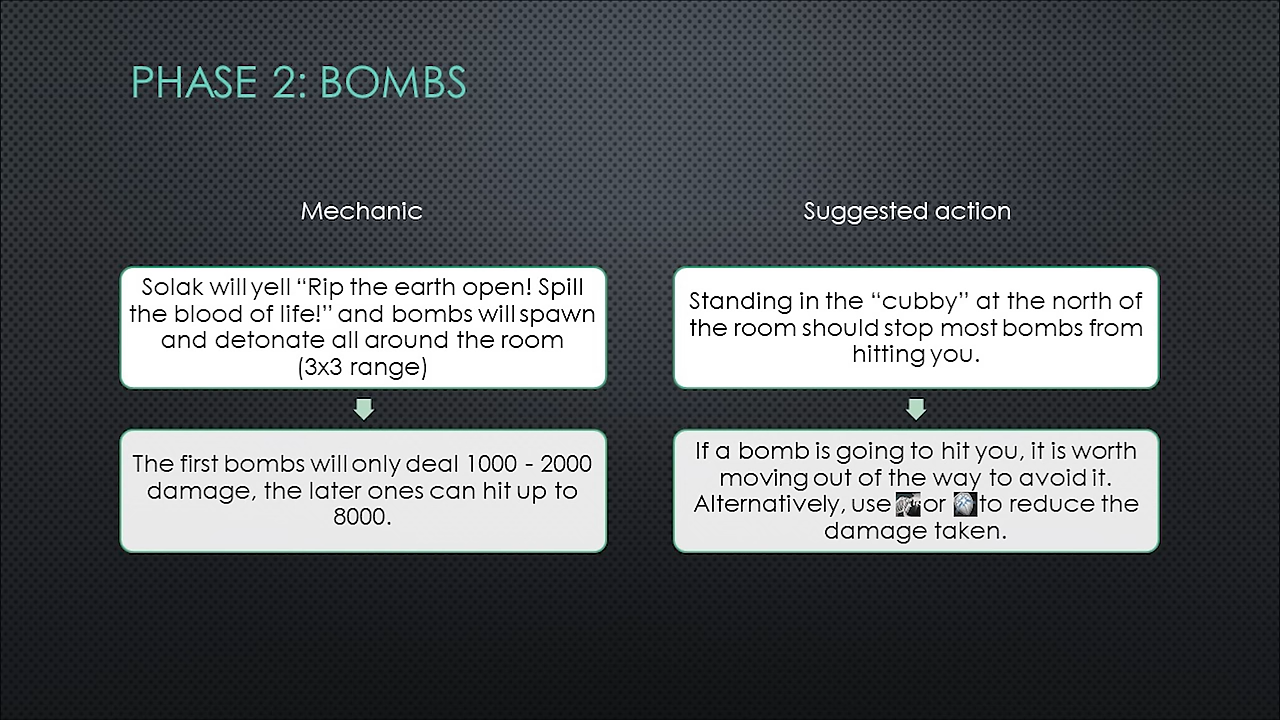 PHASE 2: BOMBS
Mechanic
Solak will yell “Rip the earth open! Spill
the blood of life!” and bombs will spawn
and detonate all around the room
(3x3 range)
The first bombs will only deal 1000 - 2000
damage, the later ones can hit up to
8000.
Suggested action
Standing in the “cubby” at the north of
the room should stop most bombs from
hitting you.
If a bomb is going to hit you, it is worth
moving out of the way to avoid it.
Alternatively, use or to reduce the
damage taken.